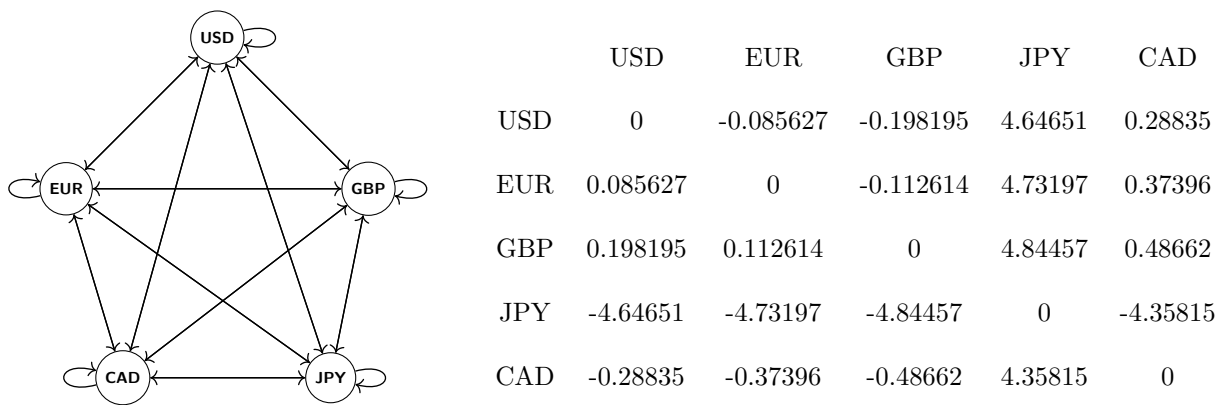 USD
EUR
GBP
CAD
JPY
USD EUR GBP JPY CAD
USD 0 -0.085627 -0.198195 4.64651 0.28835
EUR 0.085627 0 -0.112614 4.73197 0.37396
GBP 0.198195 0.112614 0 4.84457 0.48662
JPY -4.64651 -4.73197 -4.84457 0 -4.35815
CAD -0.28835 -0.37396 -0.48662 4.35815 0